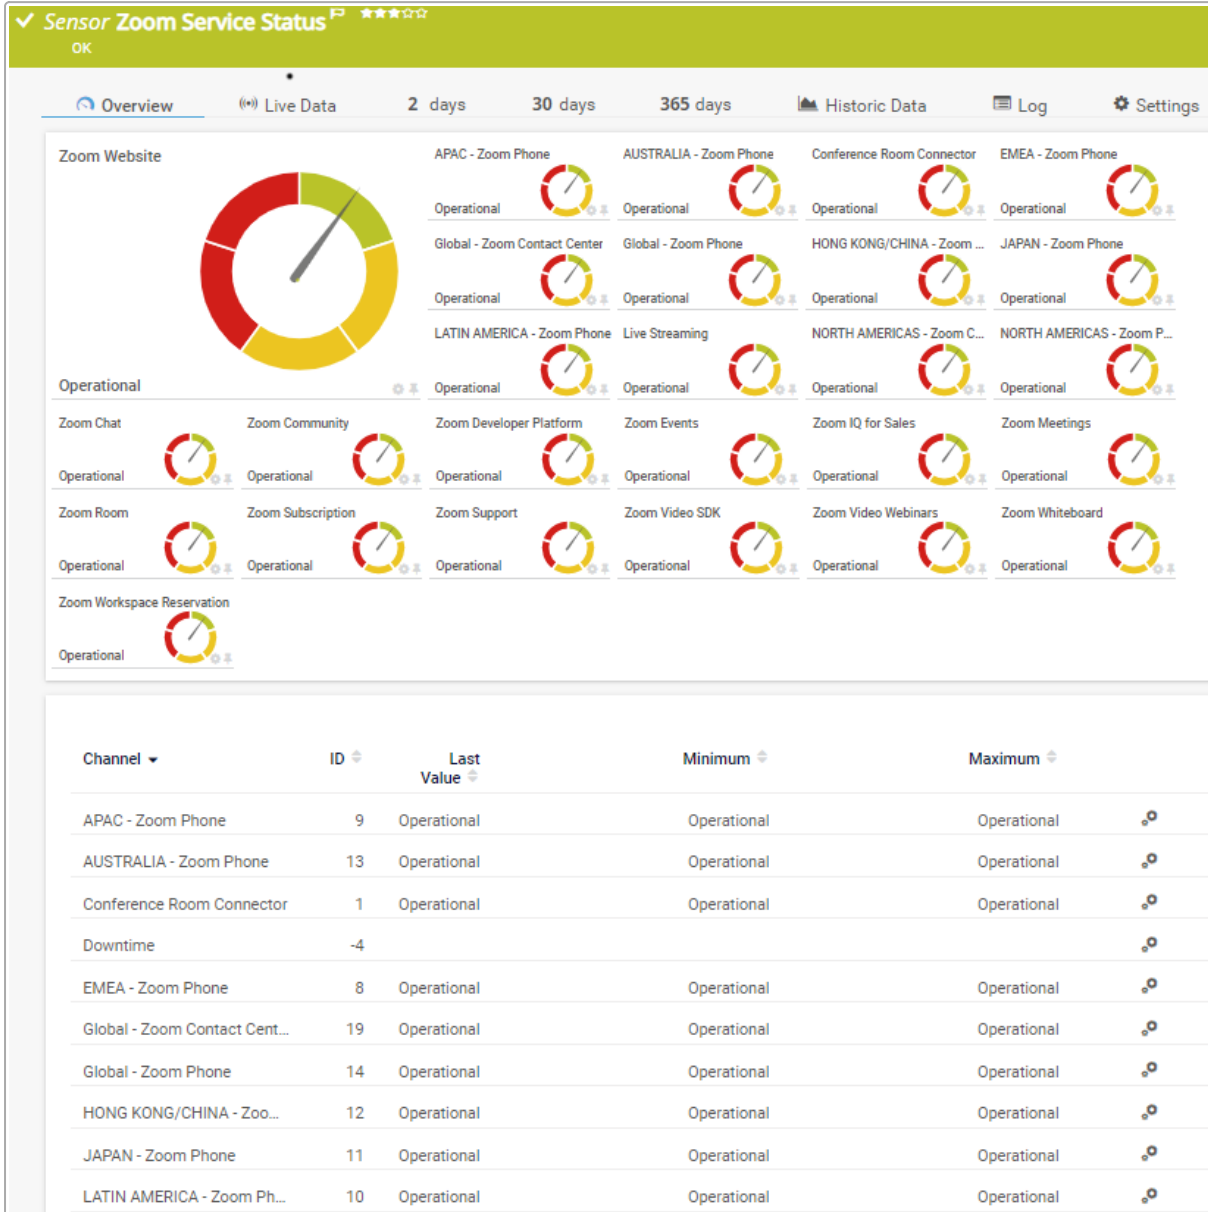 Sensor Zoom Service Status
OK
Overview
Live Data
2 days
30 days
365 days
Historic Data
Log
Settings
Zoom Website
Operational
APAC - Zoom Phone
Operational
AUSTRALIA - Zoom Phone
Operational
Conference Room Connector
Operational
EMEA - Zoom Phone
Operational
Global - Zoom Contact Center
Operational
Global - Zoom Phone
Operational
HONG KONG/CHINA - Zoom ...
Operational
JAPAN - Zoom Phone
Operational
LATIN AMERICA - Zoom Phone
Operational
Live Streaming
Operational
NORTH AMERICAS - Zoom C...
Operational
NORTH AMERICAS - Zoom P...
Operational
Zoom Chat
Operational
Zoom Community
Operational
Zoom Developer Platform
Operational
Zoom Events
Operational
Zoom IQ for Sales
Operational
Zoom Meetings
Operational
Zoom Room
Operational
Zoom Subscription
Operational
Zoom Support
Operational
Zoom Video SDK
Operational
Zoom Video Webinars
Operational
Zoom Whiteboard
Operational
Zoom Workspace Reservation
Operational
Channel ID Last Value Minimum Maximum
APAC - Zoom Phone 9 Operational Operational Operational
AUSTRALIA - Zoom Phone 13 Operational Operational Operational
Conference Room Connector 1 Operational Operational Operational
Downtime -4
EMEA - Zoom Phone 8 Operational Operational Operational
Global - Zoom Contact Cent... 19 Operational Operational Operational
Global - Zoom Phone 14 Operational Operational Operational
HONG KONG/CHINA - Zoo... 12 Operational Operational Operational
JAPAN - Zoom Phone 11 Operational Operational Operational
LATIN AMERICA - Zoom Ph... 10 Operational Operational Operational